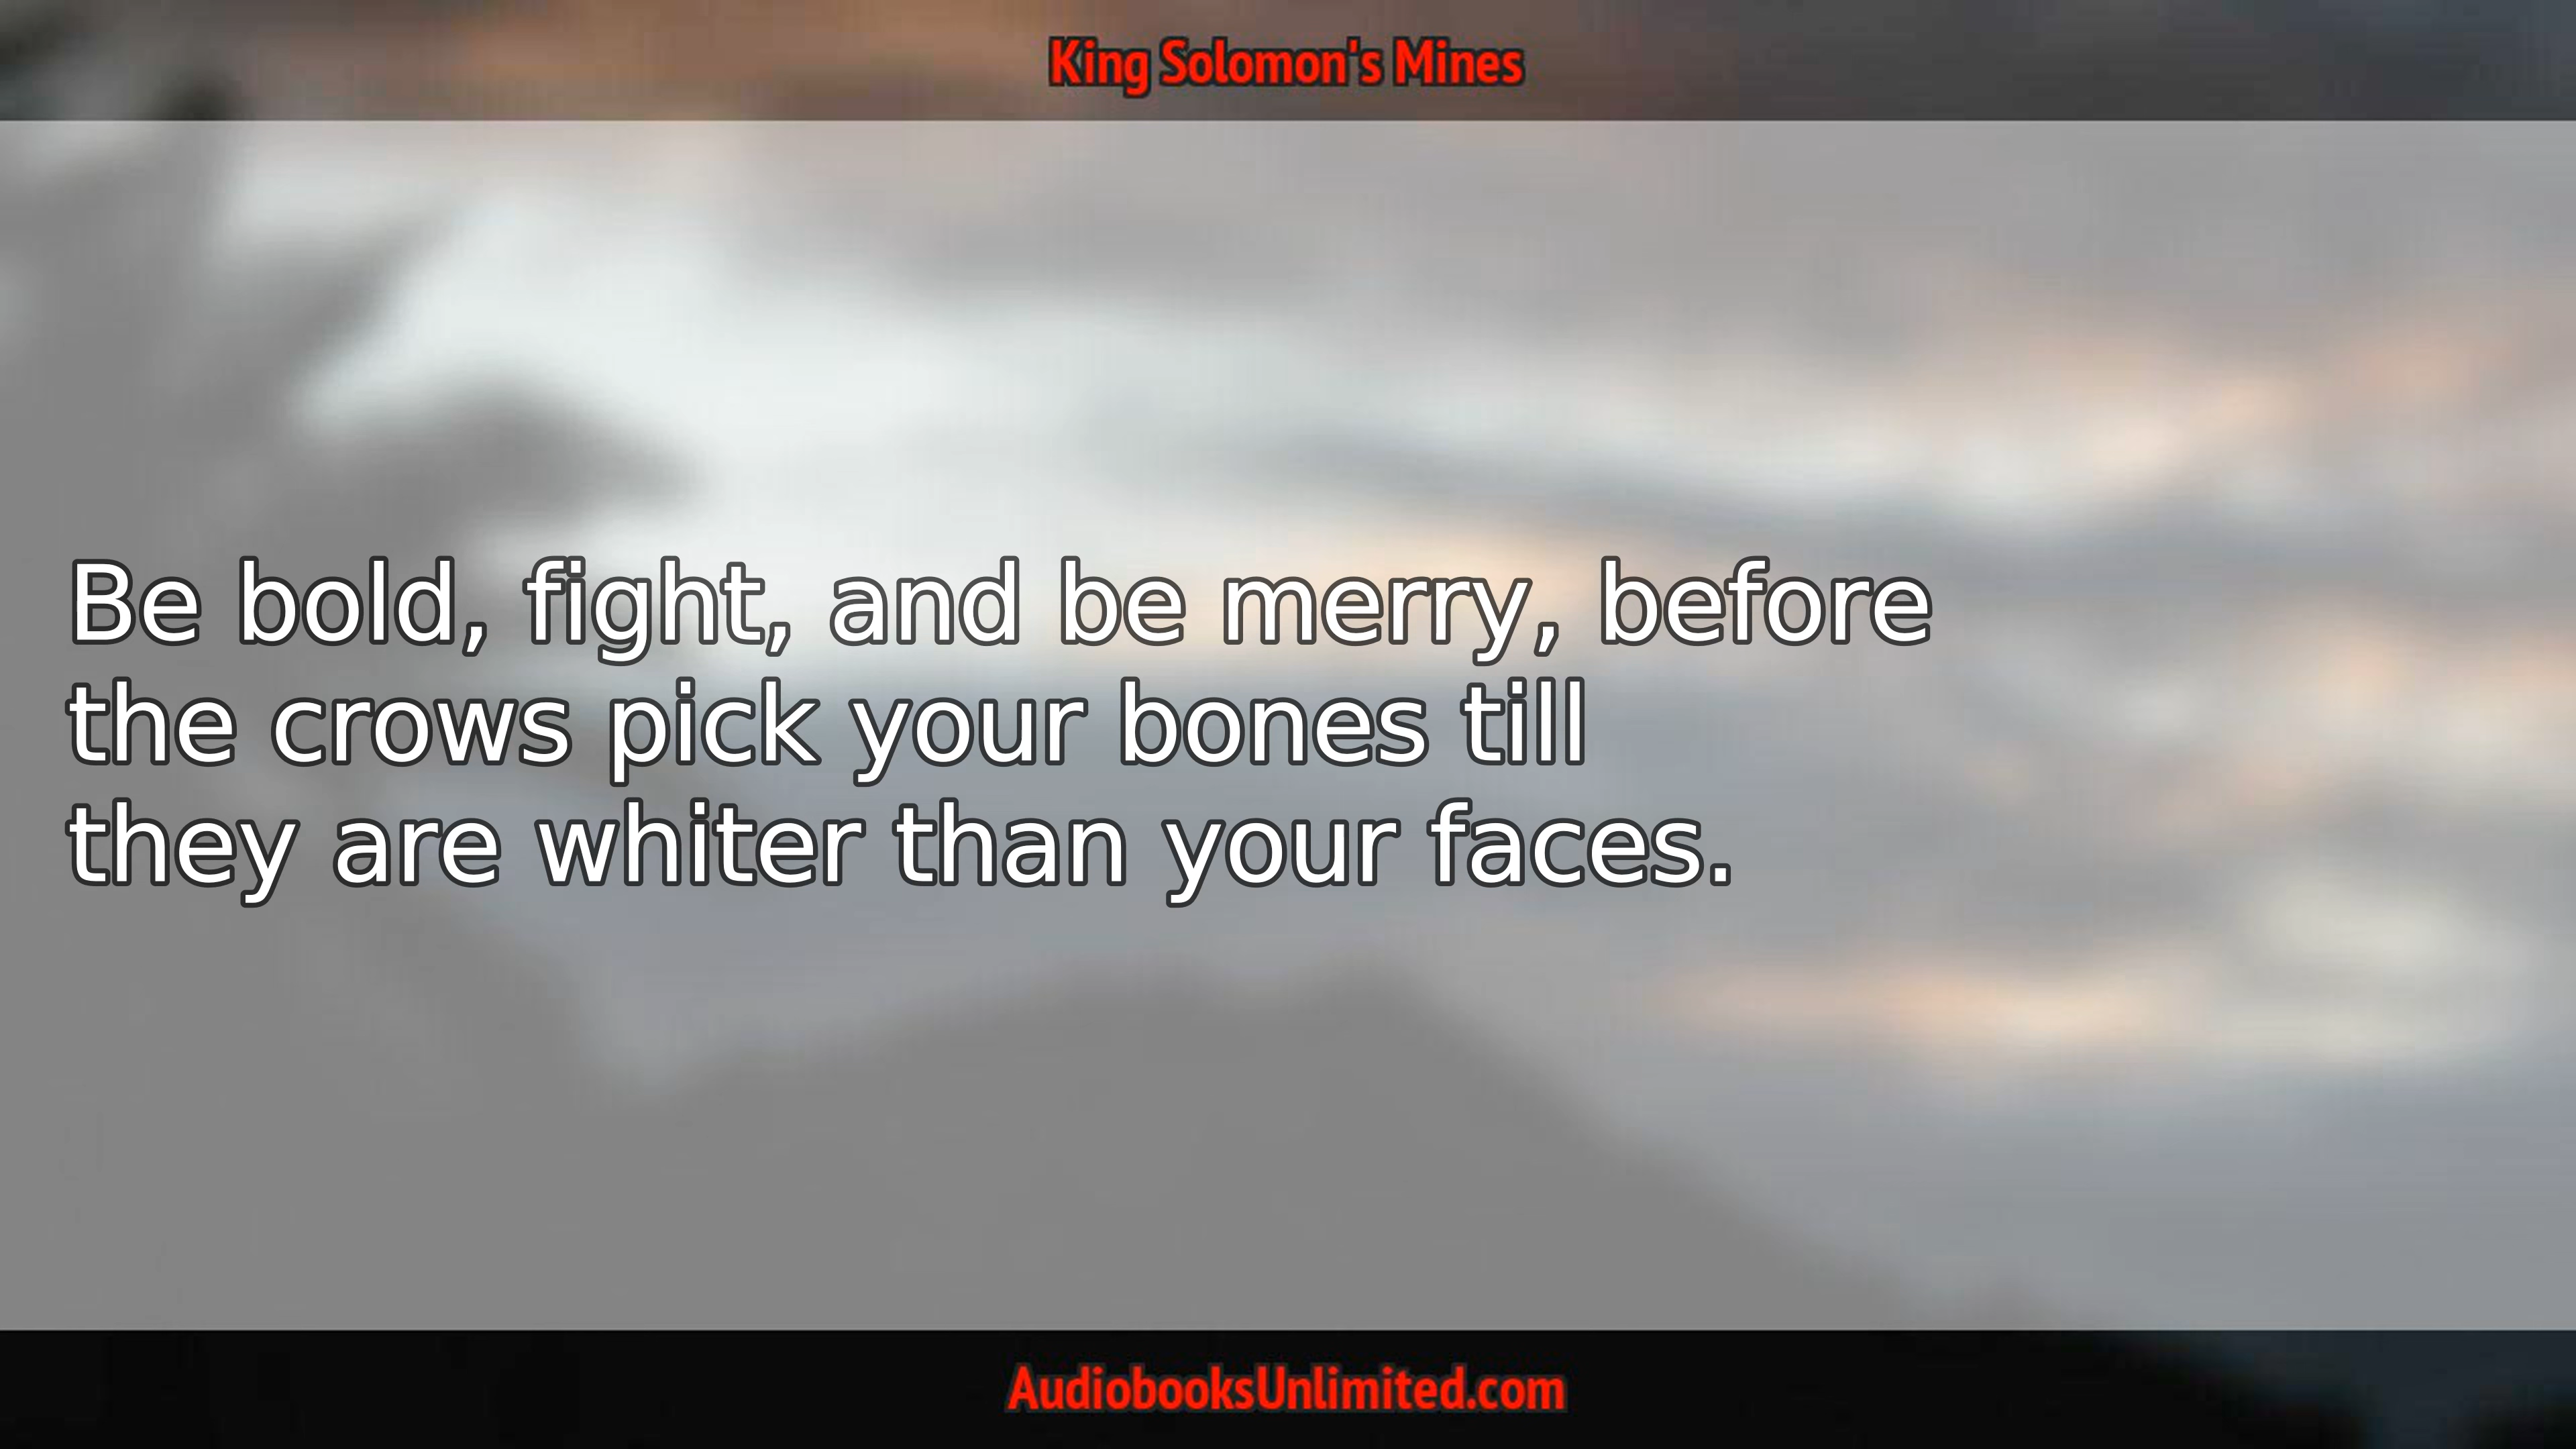 King Solomon's Mines
Be bold, fight, and be merry, before
the crows pick your bones till
they are whiter than your faces.
AudiobooksUnlimited.com